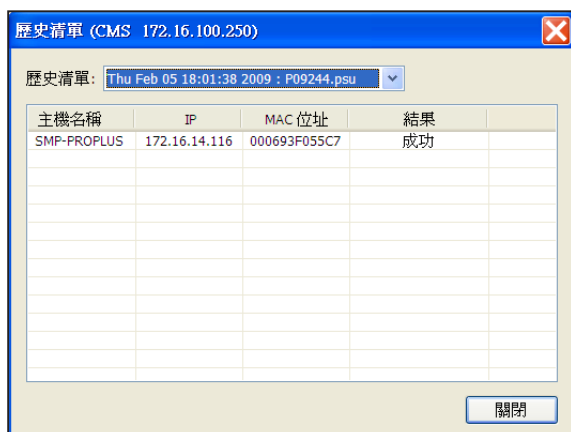 歷史清單 (CMS 172.16.100.250)
歷史清單: Thu Feb 05 18:01:38 2009 : P09244.psu
主機名稱 IP MAC 位址 結果
SMP-PROPLUS 172.16.14.116 000693F055C7 成功
關閉